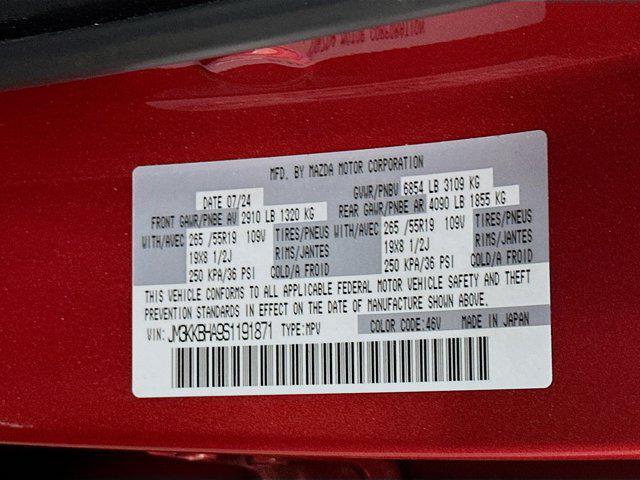 MFD. BY MAZDA MOTOR CORPORATION
DATE 07/24 GVWR/PNBV 6854 LB 3109 KG
FRONT GAWR/PNBE AV 2910 LB 1320 KG REAR GAWR/PNBE AR 4090 LB 1855 KG
WITH/AVEC 265 /55R19 109V TIRES/PNEUS WITH/AVEC 265 /55R19 109V TIRES/PNEUS
19X8 1/2J RIMS/JANTES 19X8 1/2J RIMS/JANTES
250 KPA/36 PSI COLD/A FROID 250 KPA/36 PSI COLD/A FROID
THIS VEHICLE CONFORMS TO ALL APPLICABLE FEDERAL MOTOR VEHICLE SAFETY AND THEFT
PREVENTION STANDARDS IN EFFECT ON THE DATE OF MANUFACTURE SHOWN ABOVE.
VIN: JM3KKBHA9S1191871 TYPE:MPV COLOR CODE:46V MADE IN JAPAN